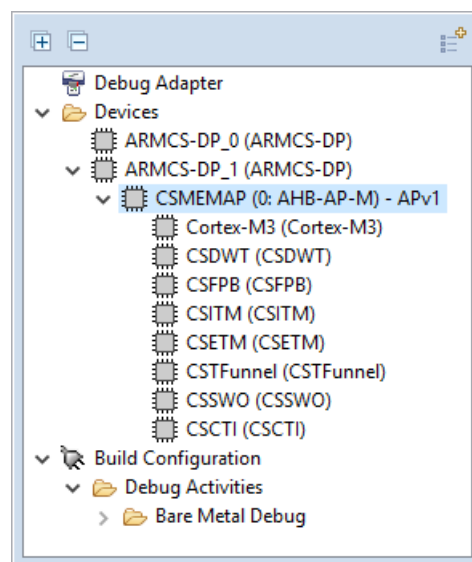 Debug Adapter
Devices
ARMCS-DP_0 (ARMCS-DP)
ARMCS-DP_1 (ARMCS-DP)
CSMEMAP (0: AHB-AP-M) - APv1
Cortex-M3 (Cortex-M3)
CSDWT (CSDWT)
CSFPB (CSFPB)
CSITM (CSITM)
CSETM (CSETM)
CSTFunnel (CSTFunnel)
CSSWO (CSSWO)
CSCTI (CSCTI)
Build Configuration
Debug Activities
Bare Metal Debug